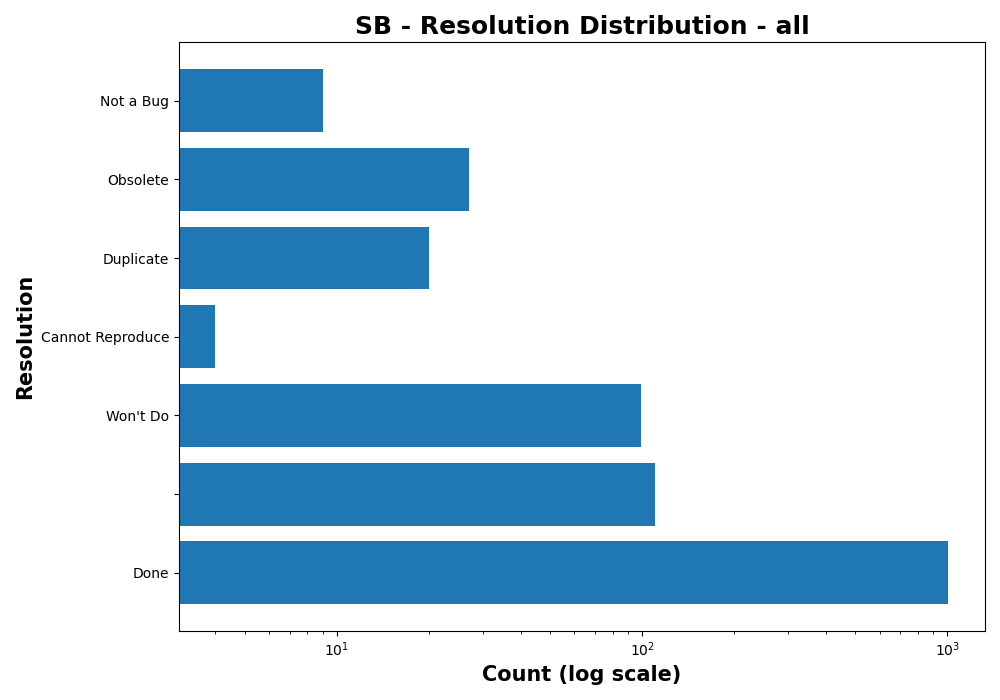 SB - Resolution Distribution - all
Not a Bug
Obsolete
Duplicate
Cannot Reproduce
Won't Do
Done
Resolution
10¹ 10² 10³
Count (log scale)